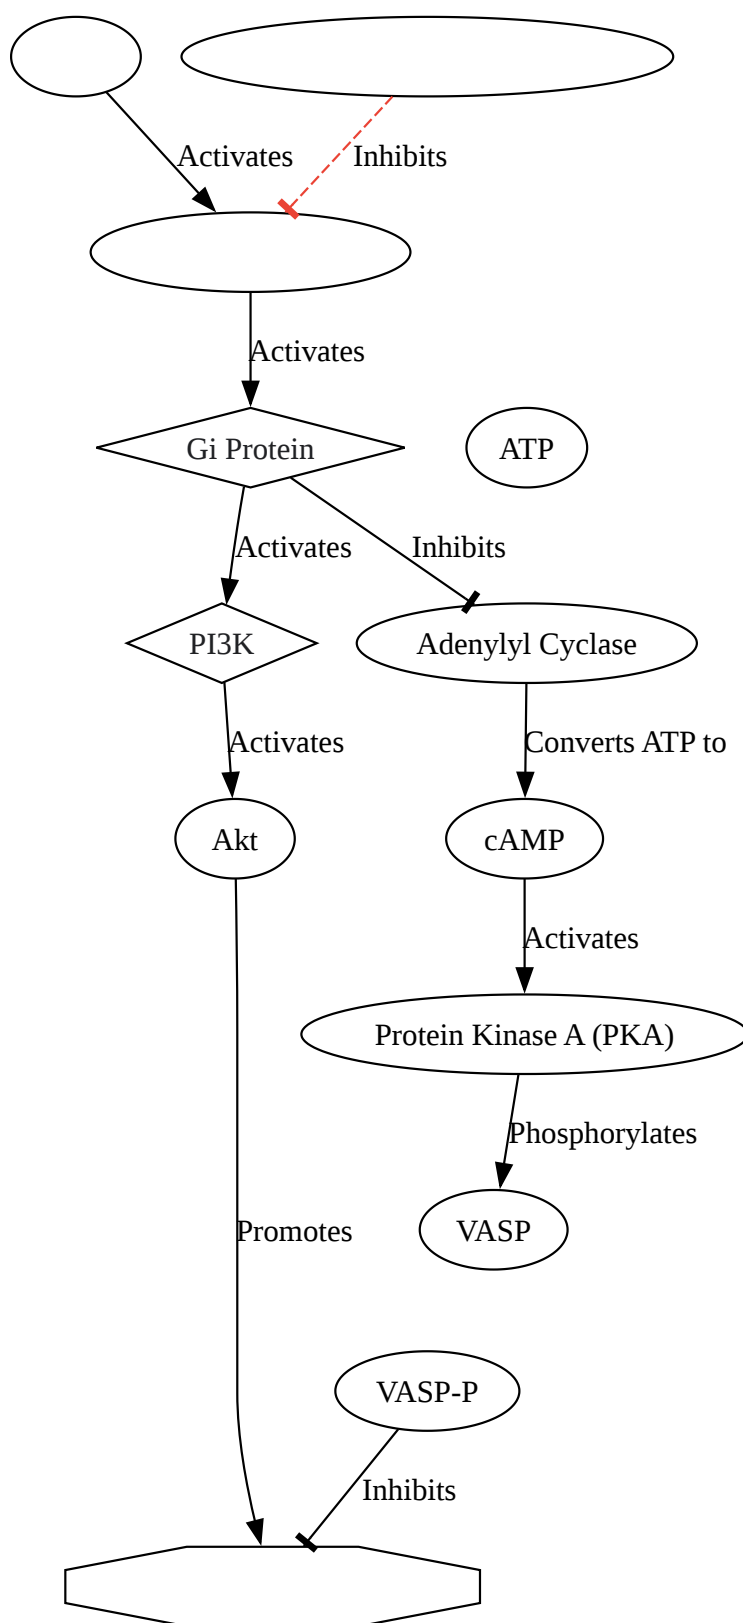 Activates
Inhibits
Activates
Gi Protein
ATP
Activates
Inhibits
PI3K
Adenylyl Cyclase
Activates
Converts ATP to
Akt
cAMP
Activates
Protein Kinase A (PKA)
Phosphorylates
Promotes
VASP
VASP-P
Inhibits